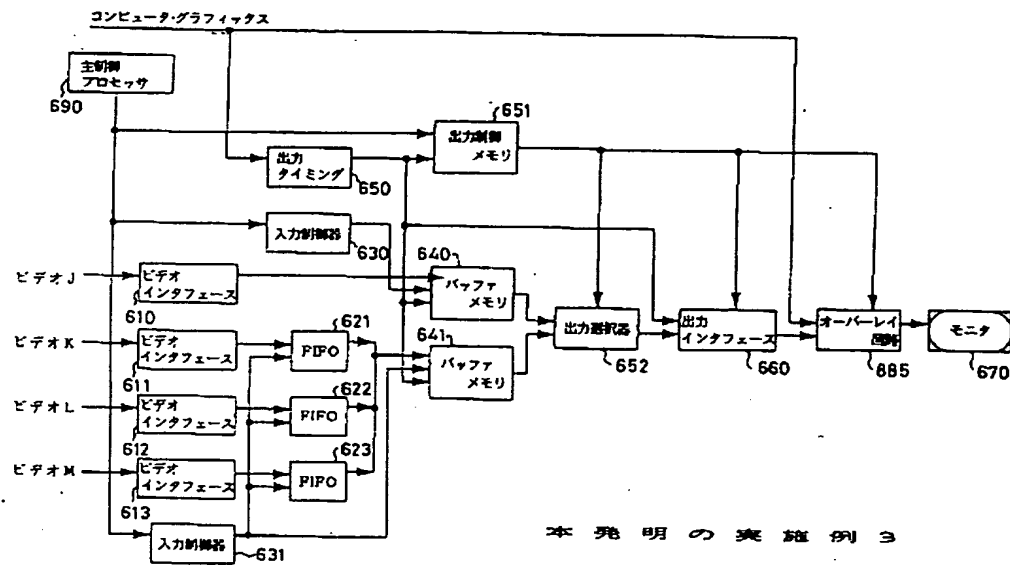 コンピュータ・グラフィックス
主制御
プロセッサ
690
651
出力制御
メモリ
出力
タイミング
650
入力制御器
630
640
ビデオJ
ビデオ
インタフェース
610
バッファ
メモリ
621
641
ビデオK
ビデオ
インタフェース
611
FIFO
バッファ
メモリ
出力選択器
652
出力
インタフェース
660
オーバーレイ
回路
685
モニタ
670
622
ビデオL
ビデオ
インタフェース
612
FIFO
623
ビデオM
ビデオ
インタフェース
613
FIFO
入力制御器
631
本発明の実施例3